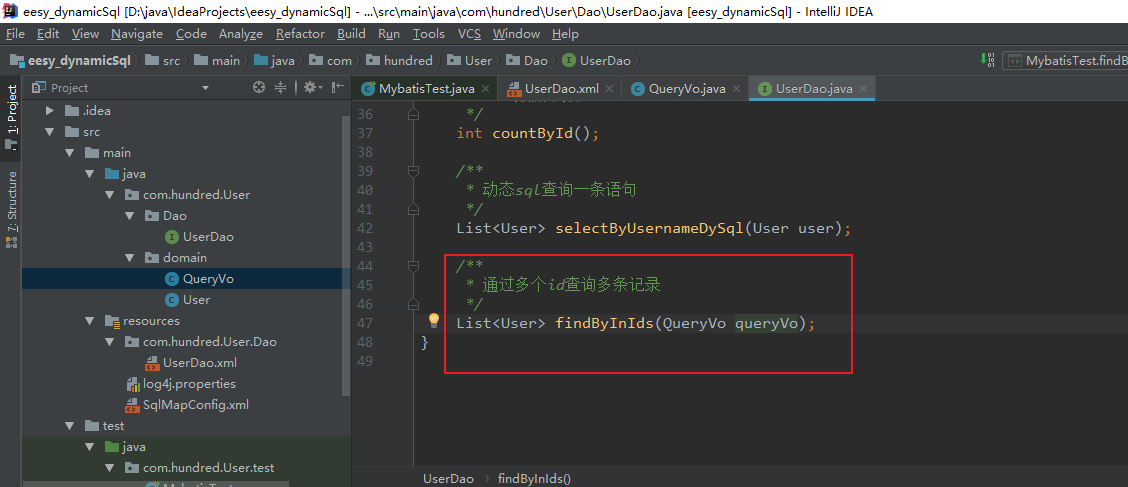 eesy_dynamicSql [D:\java\IdeaProjects\eesy_dynamicSql] - ...\src\main\java\com\hundred\User\Dao\UserDao.java [eesy_dynamicSql] - IntelliJ IDEA
File Edit View Navigate Code Analyze Refactor Build Run Tools VCS Window Help
eesy_dynamicSql src main java com hundred User Dao UserDao MybatisTest.findB
1: Project
7: Structure
Project
.idea
src
main
java
com.hundred.User
Dao
UserDao
domain
QueryVo
User
resources
com.hundred.User.Dao
UserDao.xml
log4j.properties
SqlMapConfig.xml
test
java
com.hundred.User.test
MybatisTest.java UserDao.xml QueryVo.java UserDao.java
36 */
37 int countById();
38
39 /**
40 * 动态sql查询一条语句
41 */
42 List<User> selectByUsernameDySql(User user);
43
44 /**
45 * 通过多个id查询多条记录
46 */
47 List<User> findByInIds(QueryVo queryVo);
48 }
49
UserDao findByInIds()